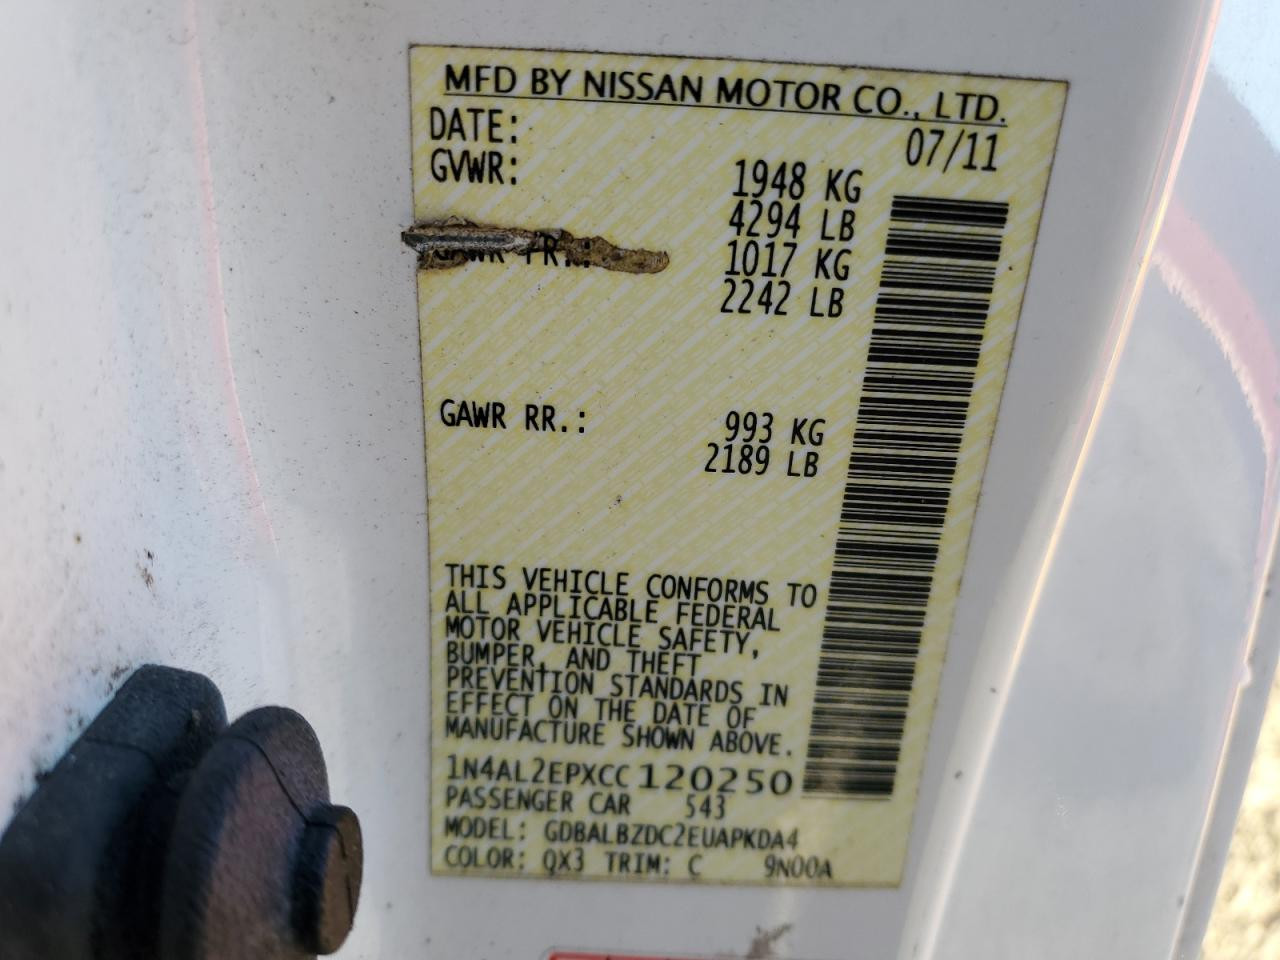 MFD BY NISSAN MOTOR CO., LTD.
DATE: 07/11
GVWR: 1948 KG
4294 LB
GAWR FR.: 1017 KG
2242 LB
GAWR RR.: 993 KG
2189 LB
THIS VEHICLE CONFORMS TO
ALL APPLICABLE FEDERAL
MOTOR VEHICLE SAFETY,
BUMPER, AND THEFT
PREVENTION STANDARDS IN
EFFECT ON THE DATE OF
MANUFACTURE SHOWN ABOVE.
1N4AL2EPXCC120250
PASSENGER CAR 543
MODEL: GDBALBZDC2EUAPKDA4
COLOR: QX3 TRIM: C 9N00A